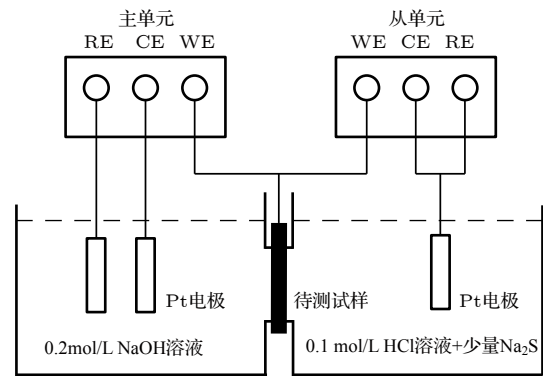 主单元
从单元
RE CE WE
WE CE RE
Pt电极
待测试样
Pt电极
0.2mol/L NaOH溶液
0.1 mol/L HCl溶液+少量Na₂S